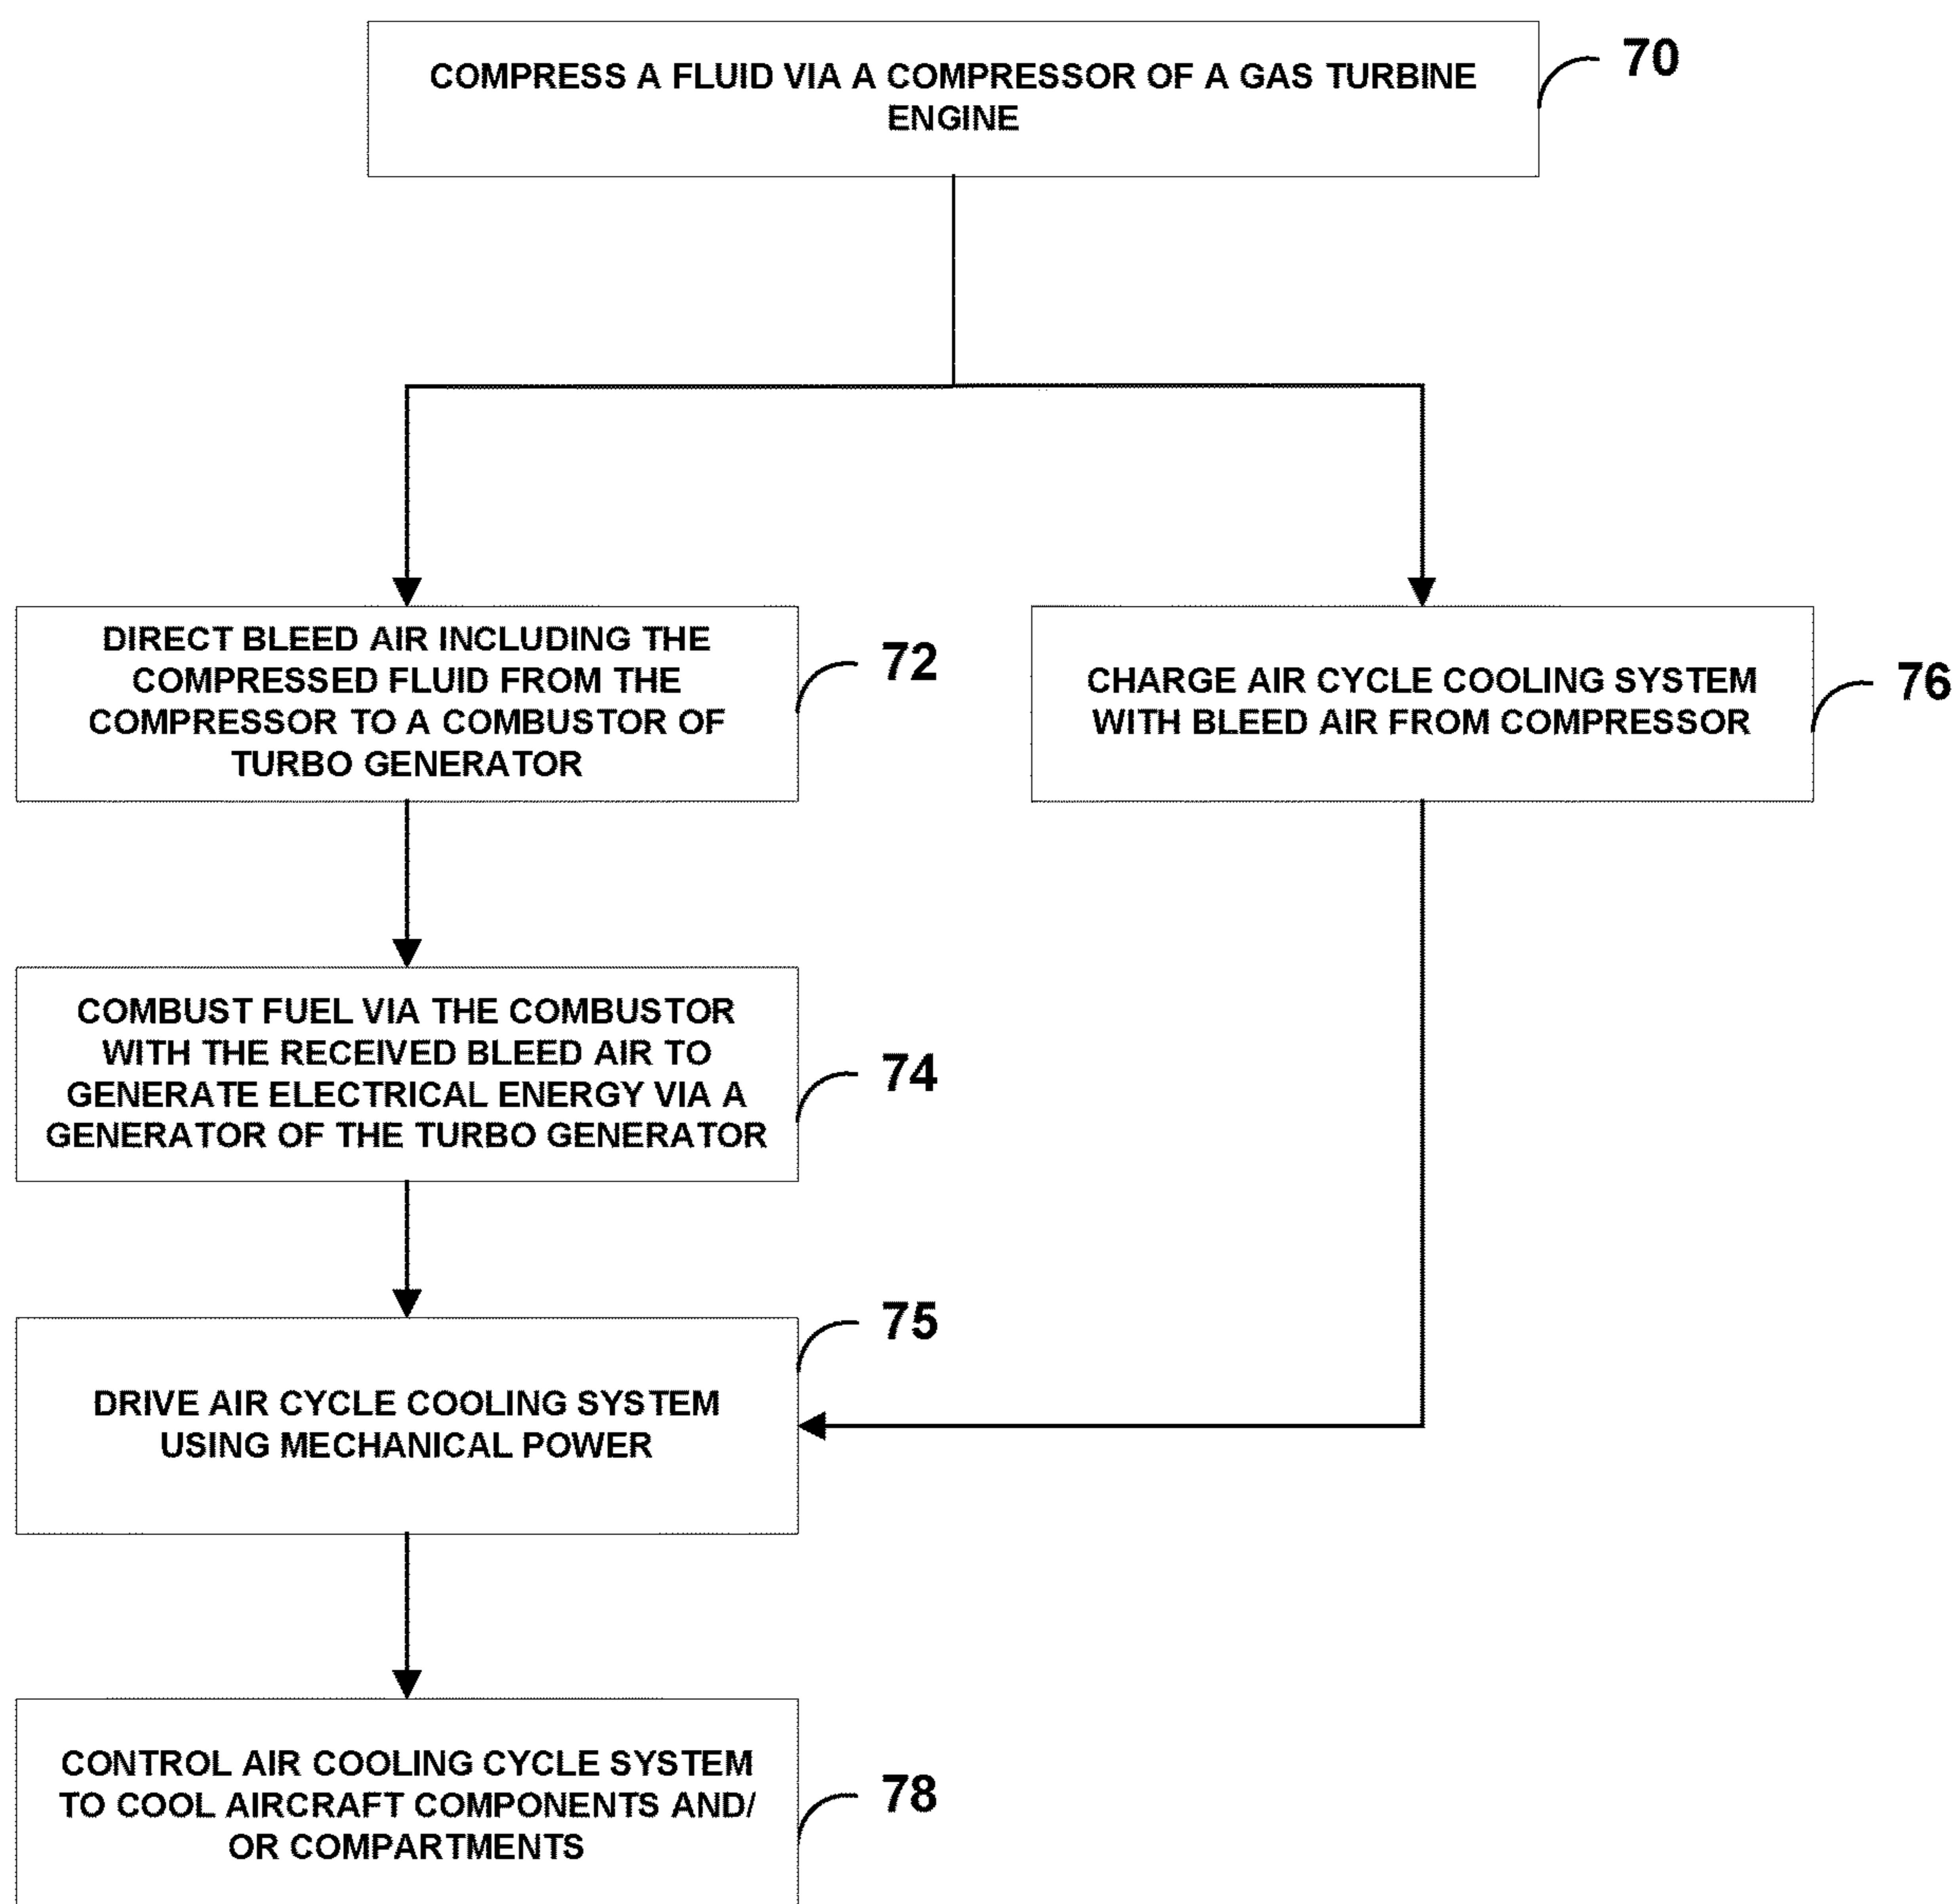 COMPRESS A FLUID VIA A COMPRESSOR OF A GAS TURBINE
ENGINE
70
DIRECT BLEED AIR INCLUDING THE
COMPRESSED FLUID FROM THE
COMPRESSOR TO A COMBUSTOR OF
TURBO GENERATOR
72
CHARGE AIR CYCLE COOLING SYSTEM
WITH BLEED AIR FROM COMPRESSOR
76
COMBUST FUEL VIA THE COMBUSTOR
WITH THE RECEIVED BLEED AIR TO
GENERATE ELECTRICAL ENERGY VIA A
GENERATOR OF THE TURBO GENERATOR
74
DRIVE AIR CYCLE COOLING SYSTEM
USING MECHANICAL POWER
75
CONTROL AIR COOLING CYCLE SYSTEM
TO COOL AIRCRAFT COMPONENTS AND/
OR COMPARTMENTS
78